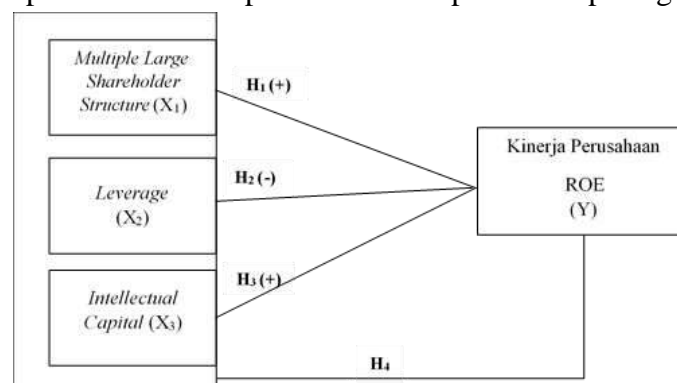 Multiple Large
Shareholder
Structure (X₁)
H₁ (+)
Kinerja Perusahaan
ROE
(Y)
H₂ (-)
Leverage
(X₂)
H₃ (+)
Intellectual
Capital (X₃)
H₄